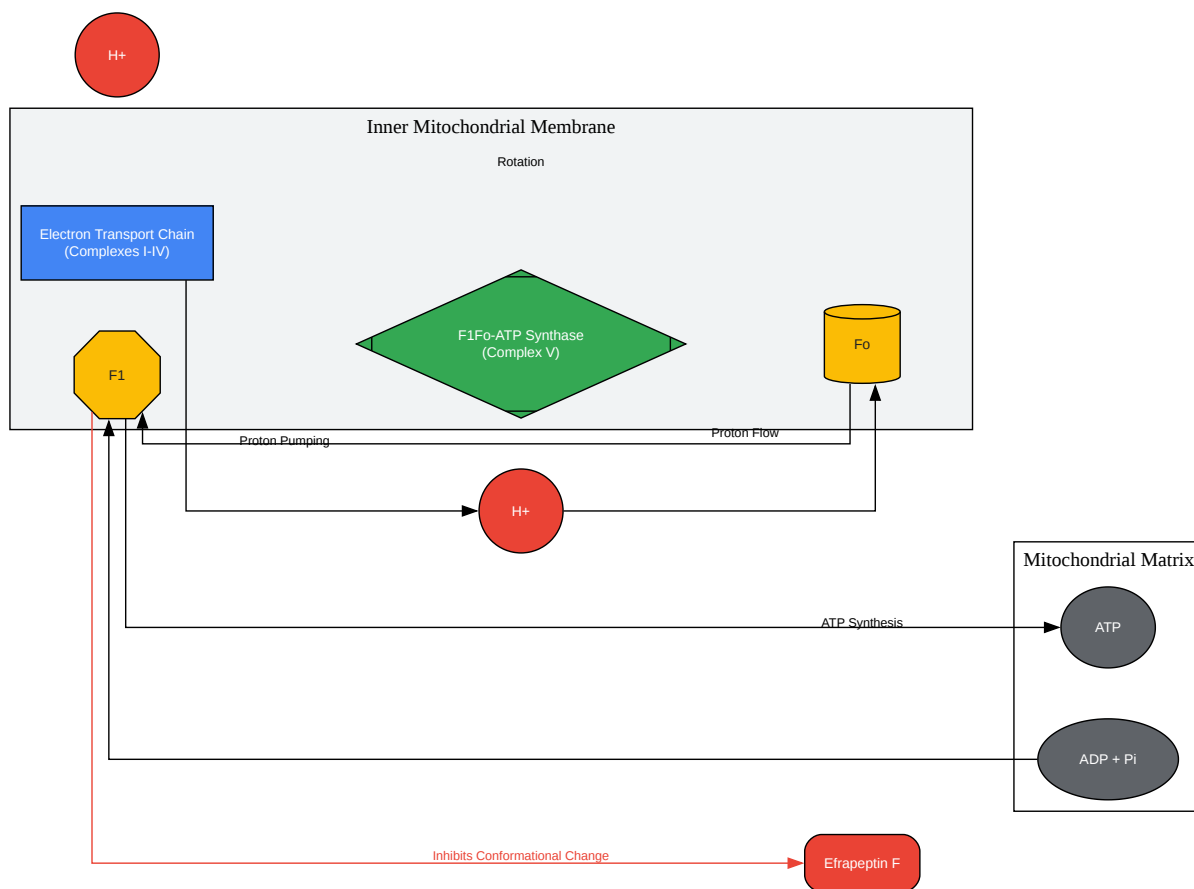 H+
Inner Mitochondrial Membrane
Rotation
Electron Transport Chain
(Complexes I-IV)
F1Fo-ATP Synthase
(Complex V)
Fo
F1
Proton Flow
Proton Pumping
H+
Mitochondrial Matrix
ATP Synthesis
ATP
ADP + Pi
Inhibits Conformational Change
Efrapeptin F